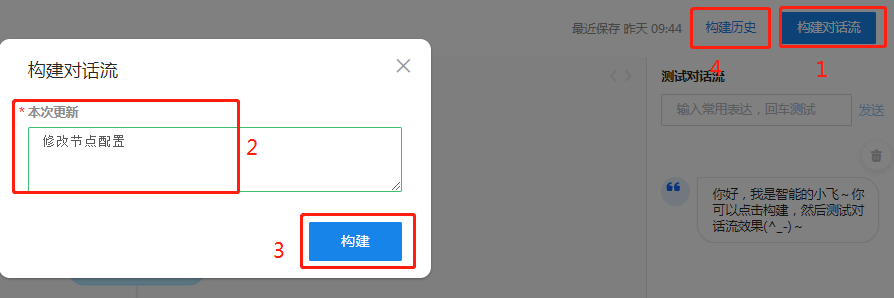 最近保存 昨天 09:44
构建历史
构建对话流
4
1
构建对话流
测试对话流
* 本次更新
输入常用表达，回车测试
发送
修改节点配置
2
你好，我是智能的小飞～你
可以点击构建，然后测试对
话流效果(^_-)～
构建
3